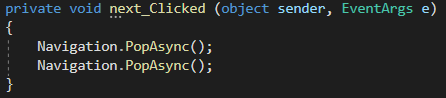 private void next_Clicked (object sender, EventArgs e)
{
Navigation.PopAsync();
Navigation.PopAsync();
}